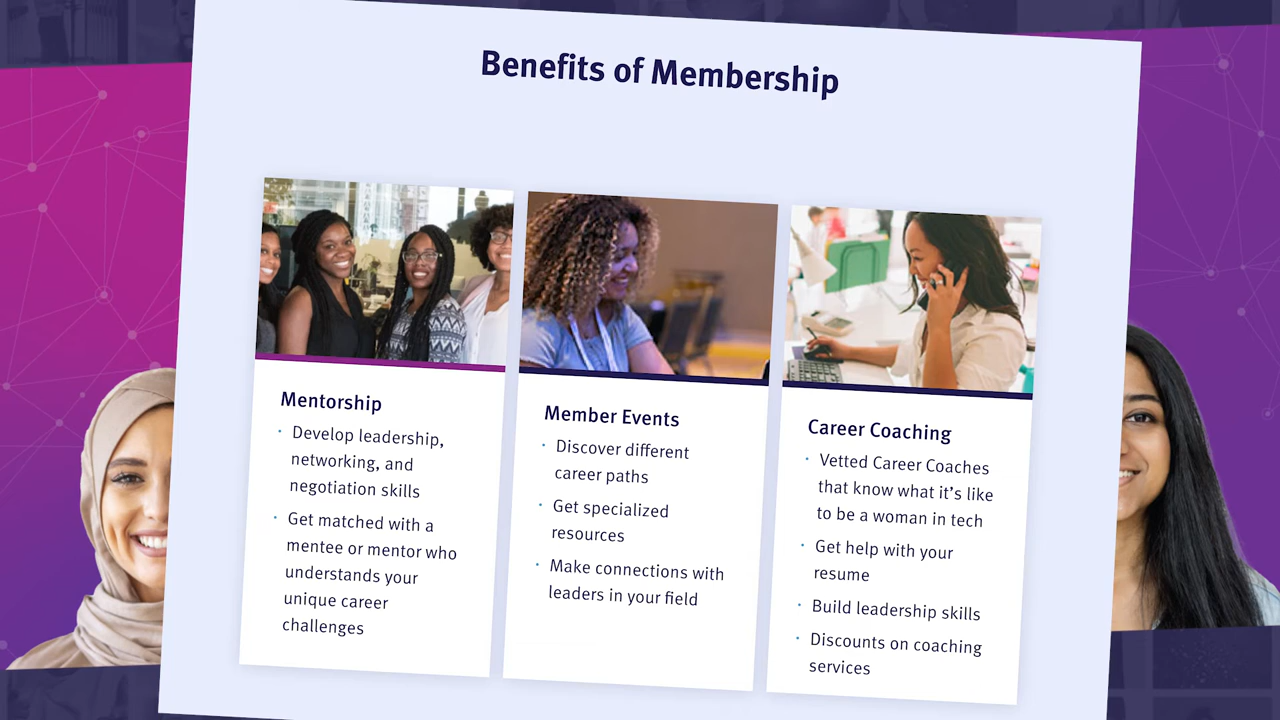 Benefits of Membership
Mentorship
· Develop leadership,
networking, and
negotiation skills
· Get matched with a
mentee or mentor who
understands your
unique career
challenges
Member Events
· Discover different
career paths
· Get specialized
resources
· Make connections with
leaders in your field
Career Coaching
· Vetted Career Coaches
that know what it’s like
to be a woman in tech
· Get help with your
resume
· Build leadership skills
· Discounts on coaching
services